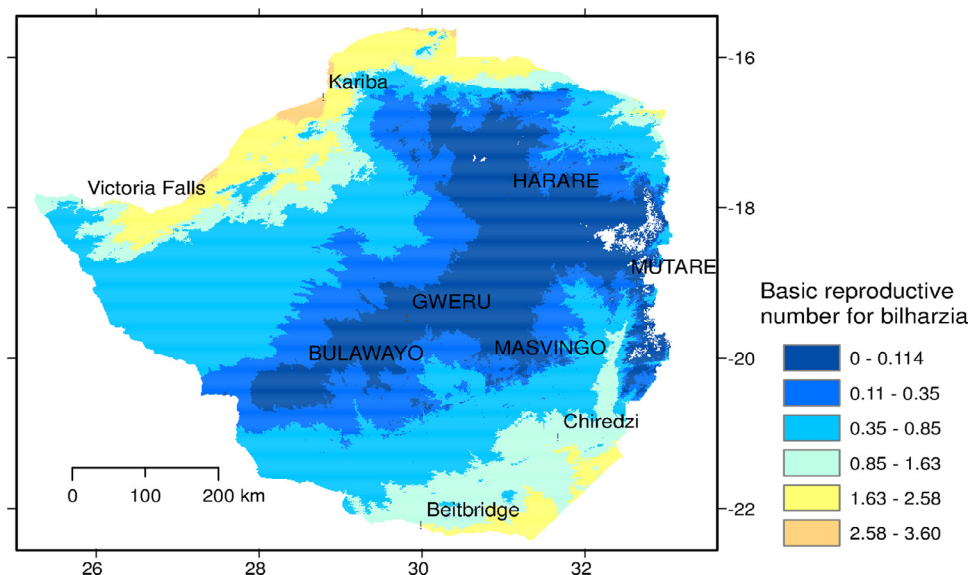 -16
Kariba
HARARE
Victoria Falls
-18
MUTARE
GWERU
BULAWAYO
MASVINGO
-20
Chiredzi
0 100 200 km
Beitbridge
-22
26 28 30 32
Basic reproductive
number for bilharzia
0 - 0.114
0.11 - 0.35
0.35 - 0.85
0.85 - 1.63
1.63 - 2.58
2.58 - 3.60